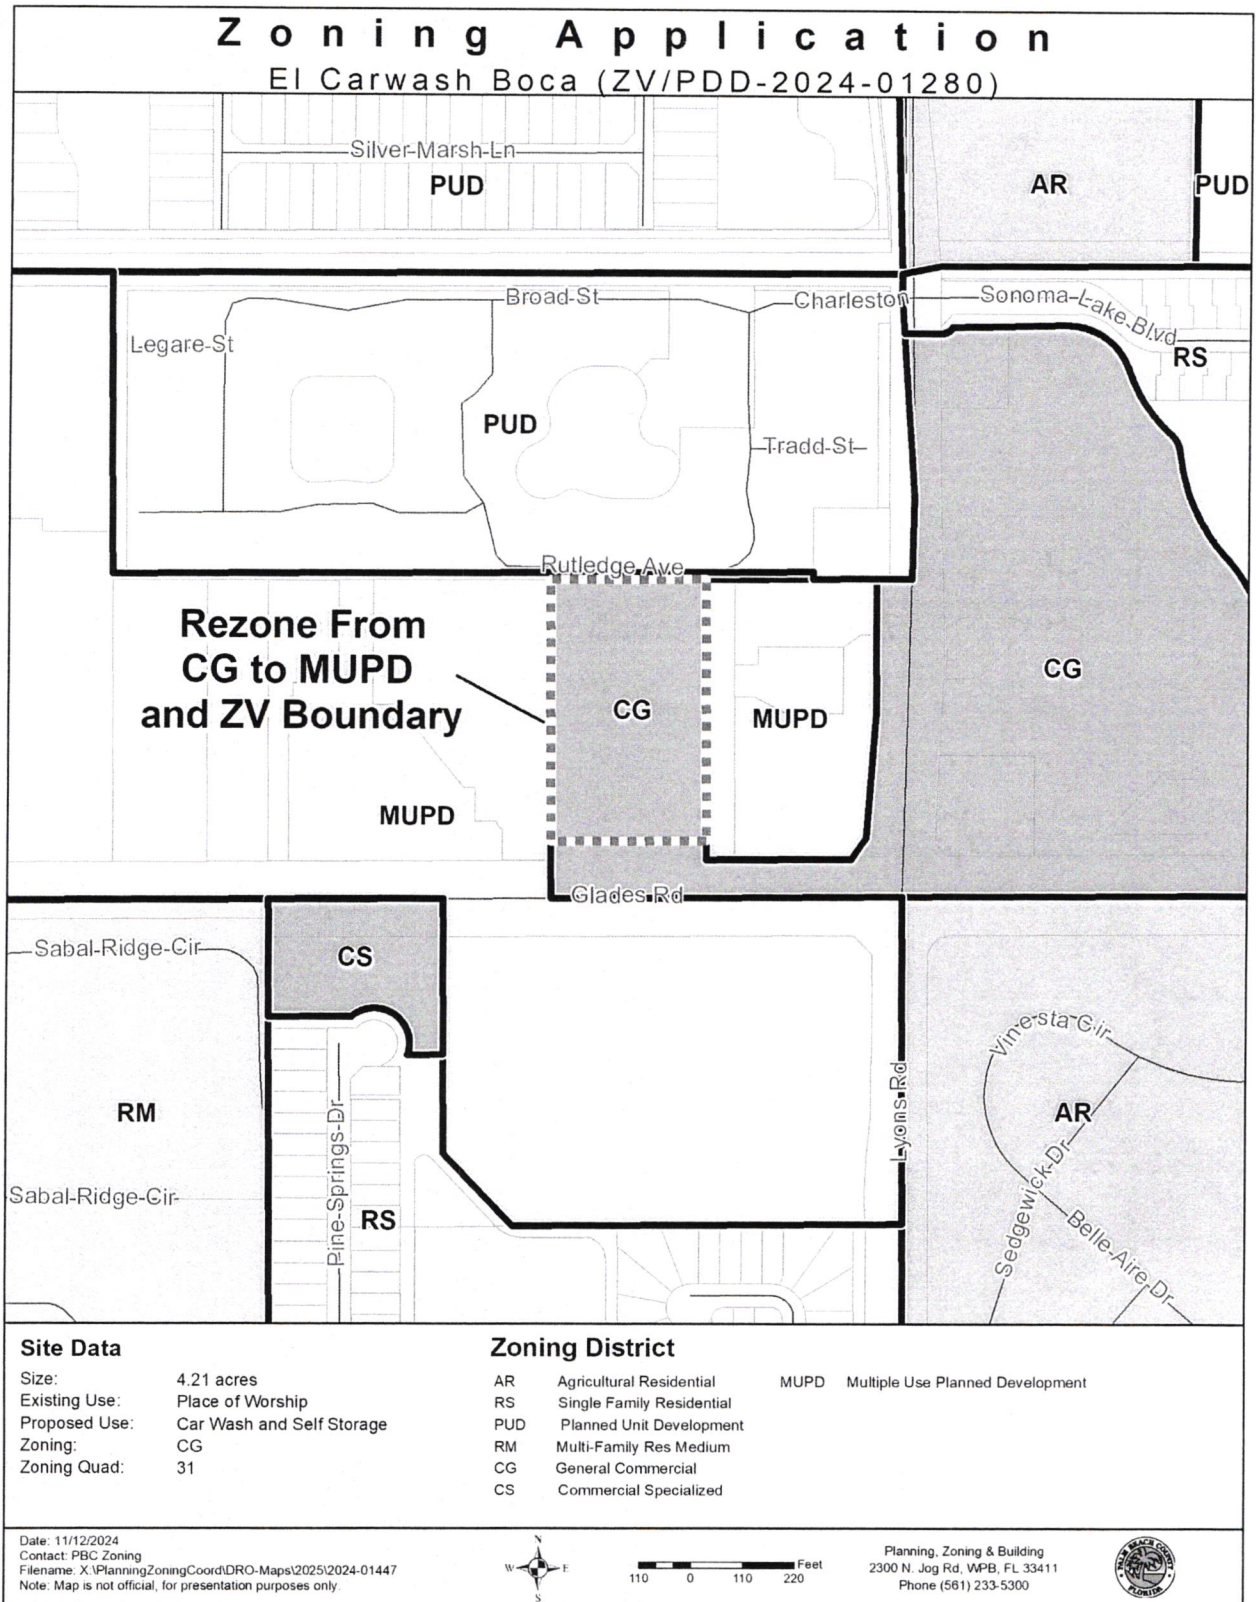 Zoning Application
El Carwash Boca (ZV/PDD-2024-01280)
Silver-Marsh-Ln
PUD
AR
PUD
Broad-St
Charleston
Sonoma-Lake-Blvd
Legare-St
RS
PUD
Tradd-St
Rutledge Ave
Rezone From
CG to MUPD
and ZV Boundary
CG
MUPD
CG
MUPD
Glades Rd
Sabal-Ridge-Cir
CS
Vinesta Cir
Lyons Rd
RM
AR
Pine-Springs-Dr
Sedgewick-Dr
Sabal-Ridge-Cir
RS
Belle-Aire-Dr
Site Data
Size: 4.21 acres
Existing Use: Place of Worship
Proposed Use: Car Wash and Self Storage
Zoning: CG
Zoning Quad: 31
Zoning District
AR Agricultural Residential
RS Single Family Residential
PUD Planned Unit Development
RM Multi-Family Res Medium
CG General Commercial
CS Commercial Specialized
MUPD Multiple Use Planned Development
Date: 11/12/2024
Contact: PBC Zoning
Filename: X:\PlanningZoningCoord\DRO-Maps\2025\2024-01447
Note: Map is not official, for presentation purposes only.
N
W E
S
Feet
110 0 110 220
Planning, Zoning & Building
2300 N. Jog Rd, WPB, FL 33411
Phone (561) 233-5300
PALM BEACH COUNTY
FLORIDA